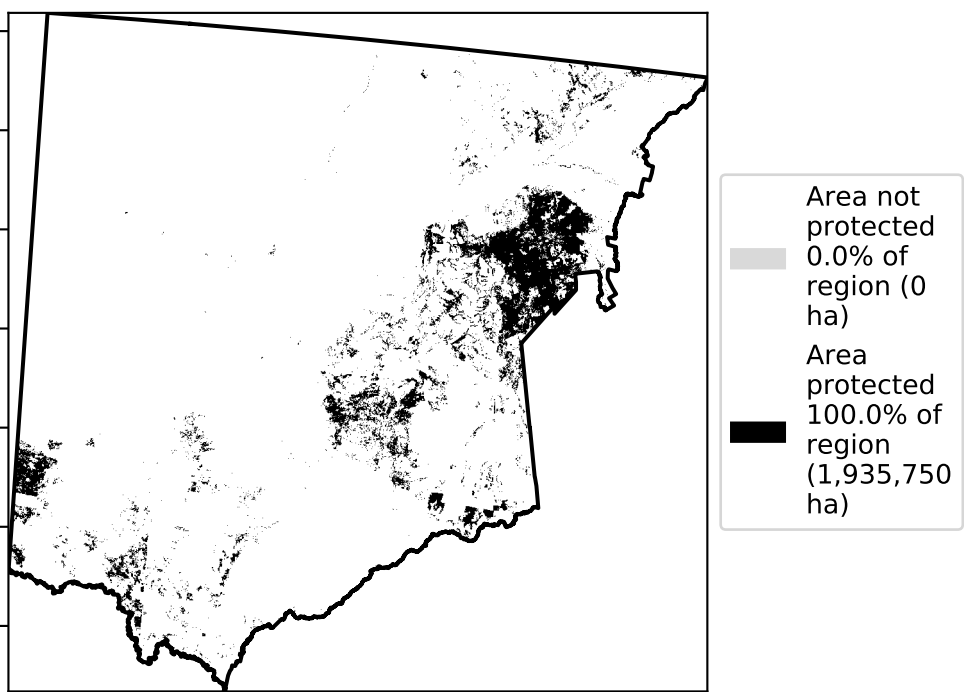 Area not
protected
0.0% of
region (0
ha)
Area
protected
100.0% of
region
(1,935,750
ha)